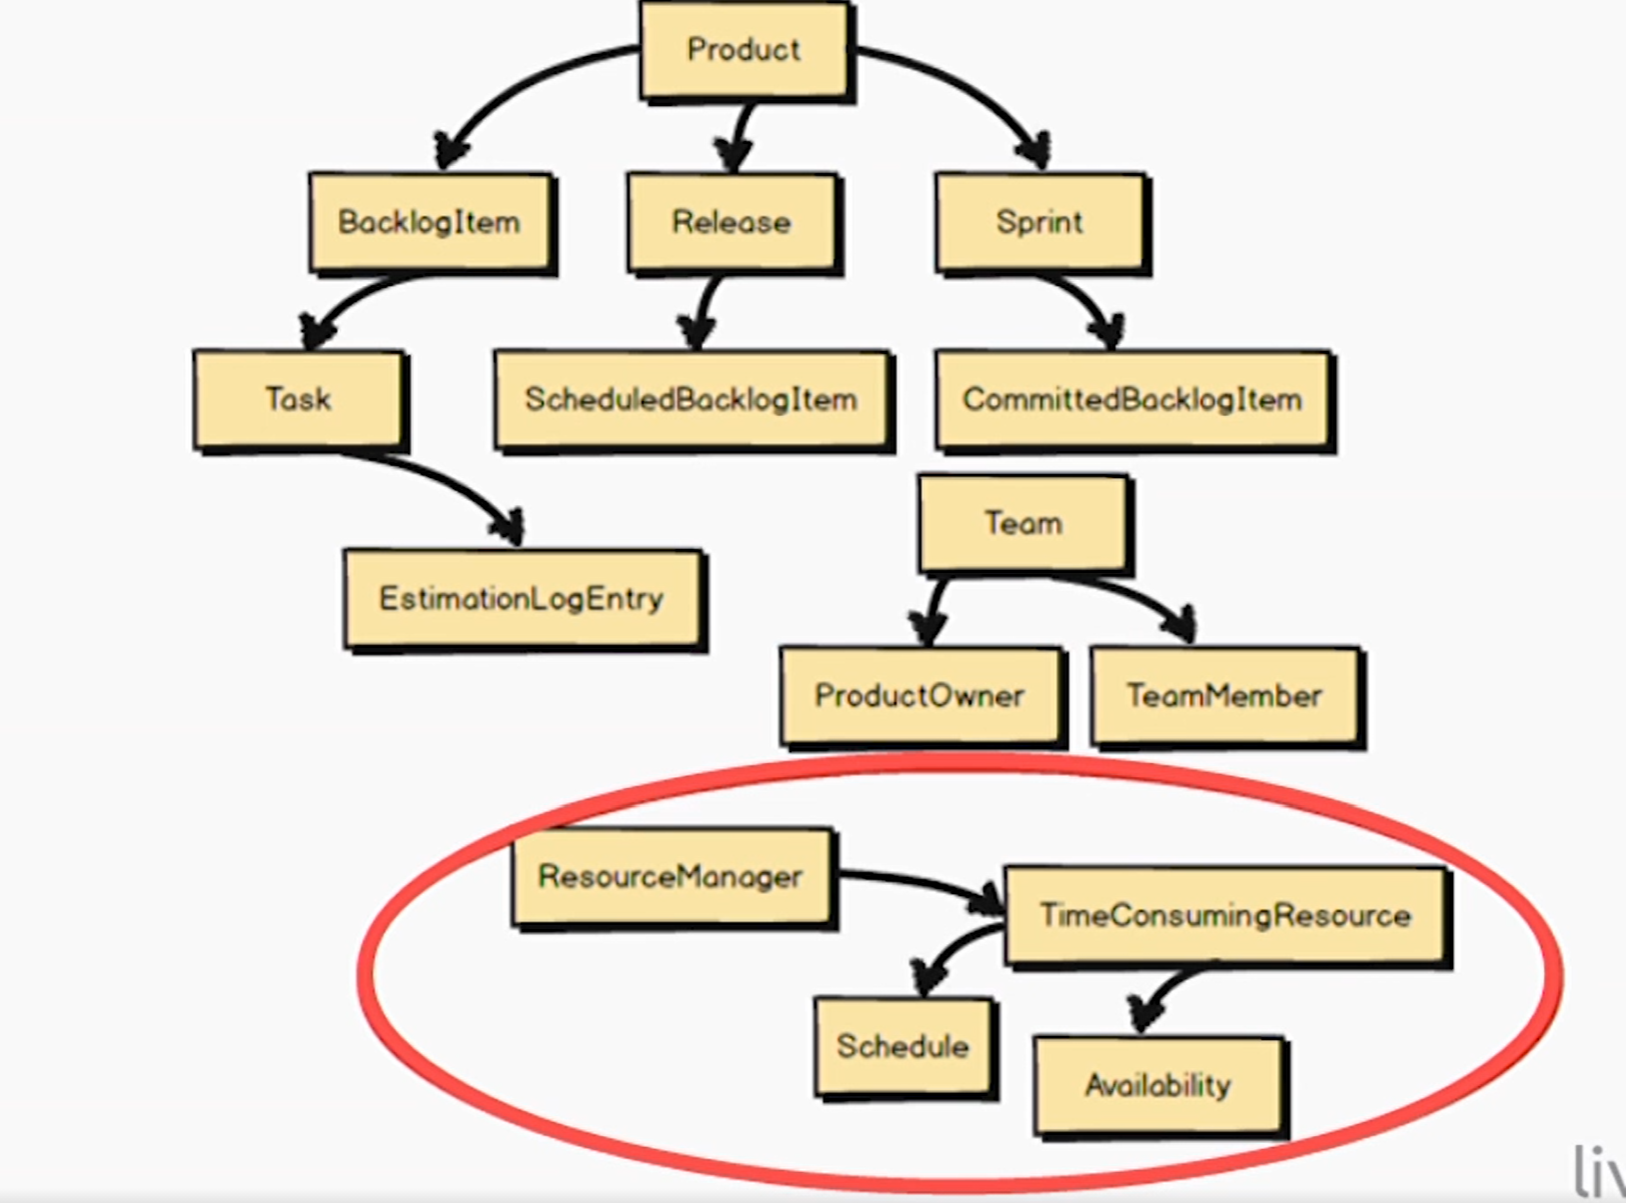 Product
BacklogItem
Release
Sprint
Task
ScheduledBacklogItem
CommittedBacklogItem
Team
EstimationLogEntry
ProductOwner
TeamMember
ResourceManager
TimeConsumingResource
Schedule
Availability
liv